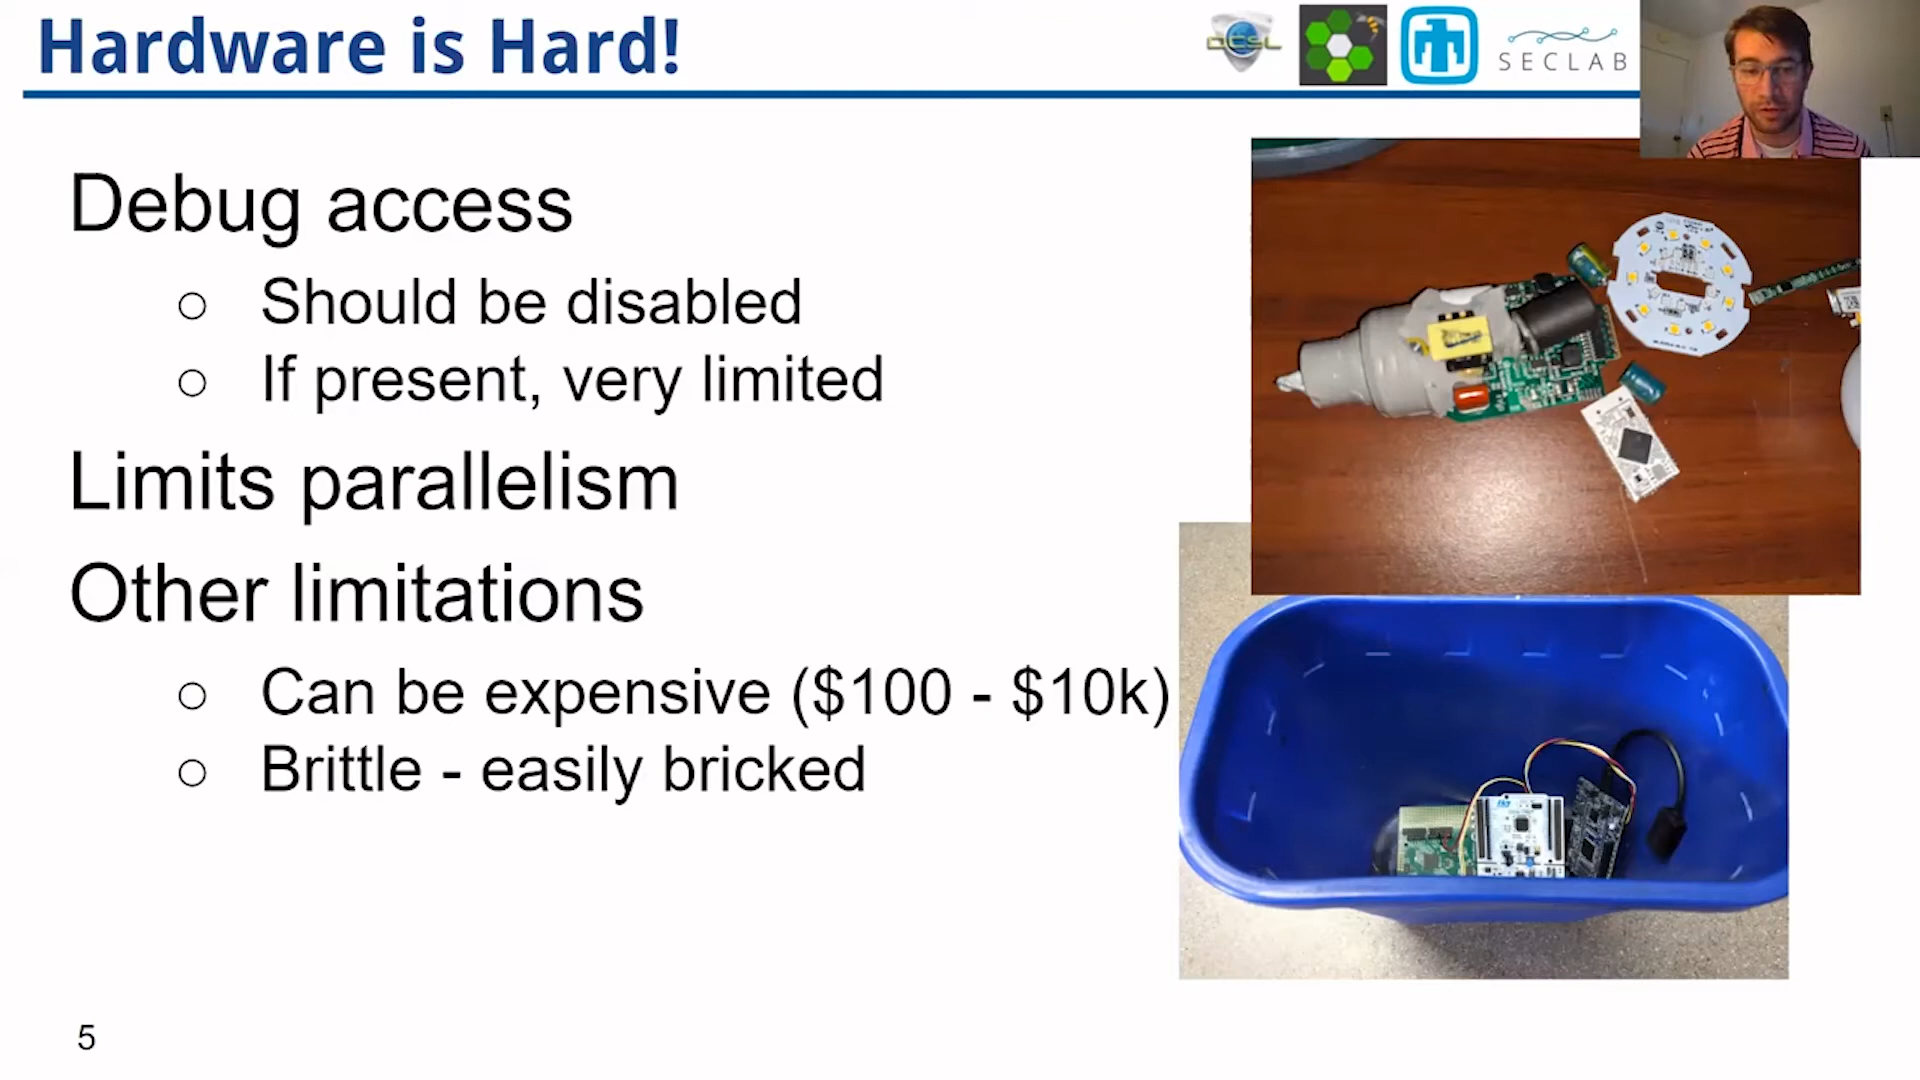 Hardware is Hard!
DCSL
SECLAB
Debug access
○ Should be disabled
○ If present, very limited
Limits parallelism
Other limitations
○ Can be expensive ($100 - $10k)
○ Brittle - easily bricked
5